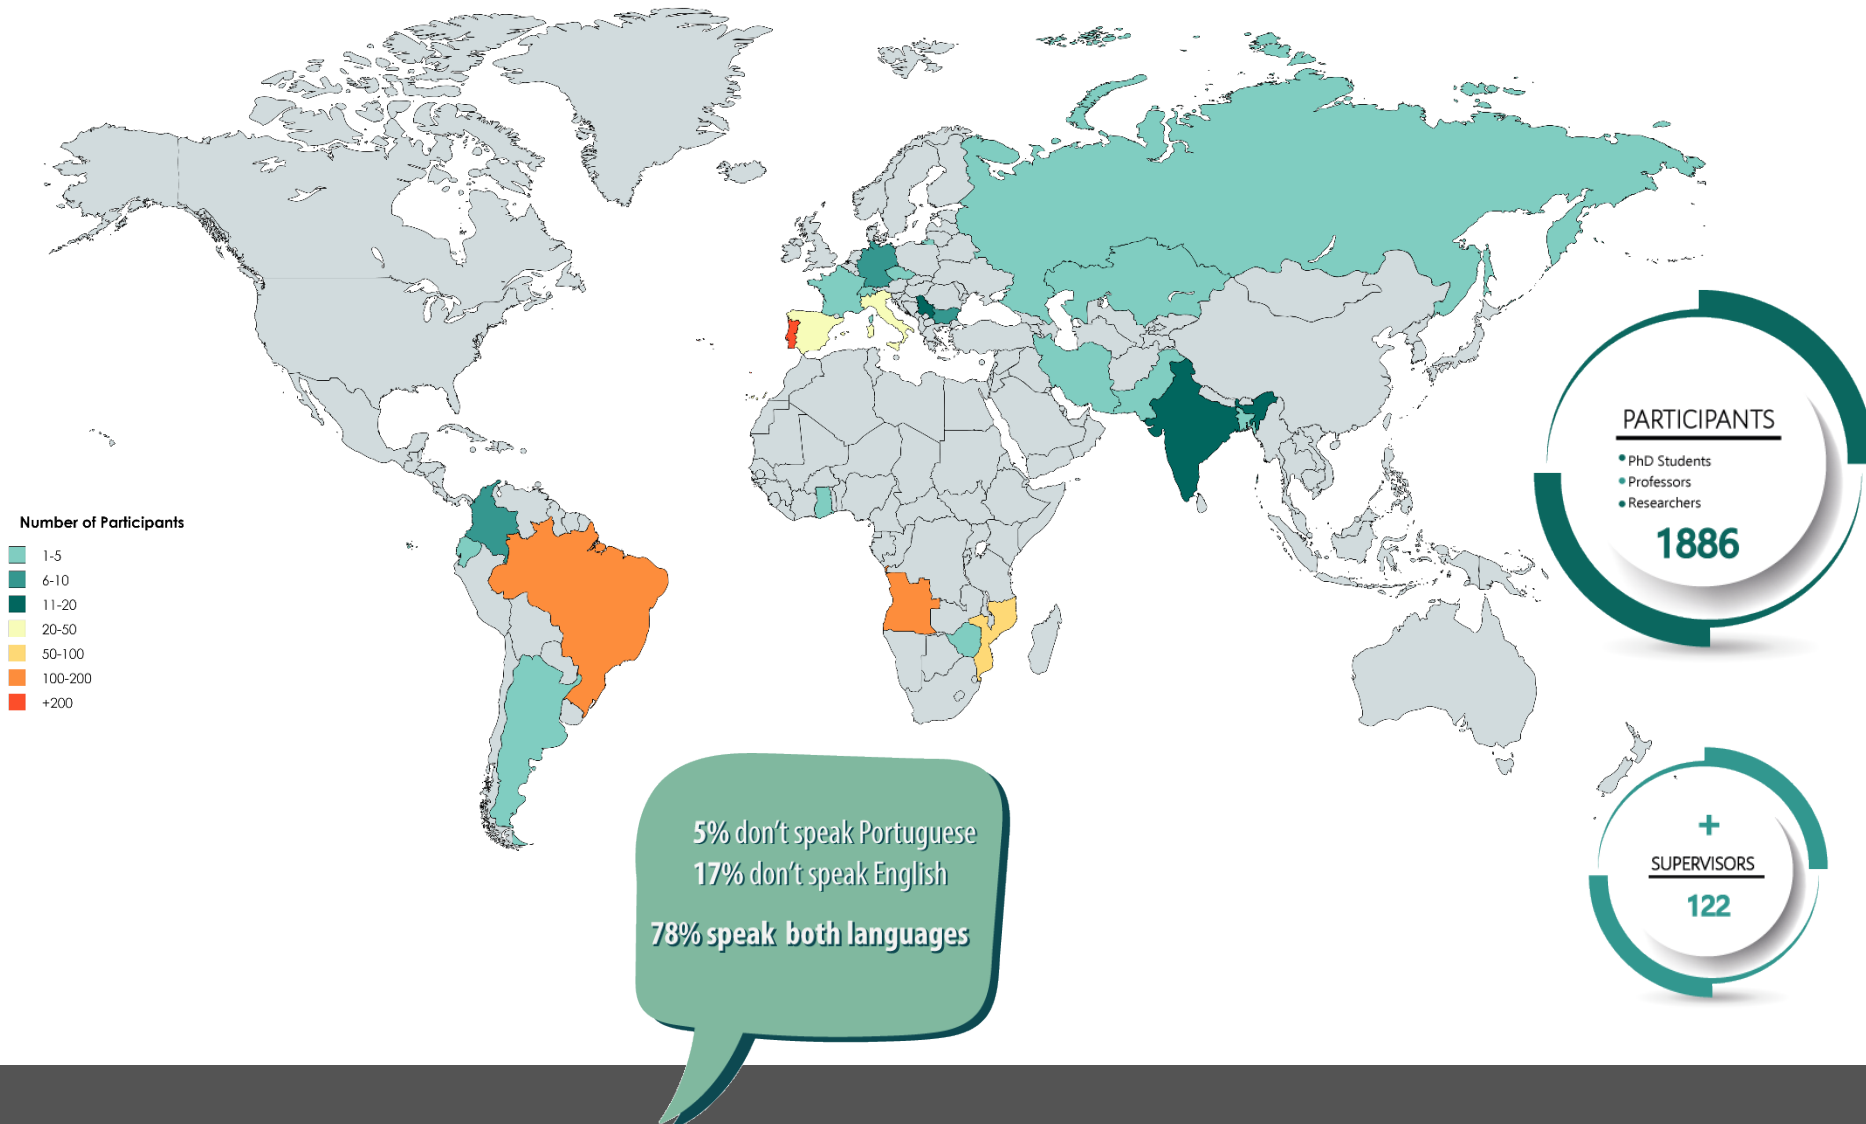 Number of Participants
1-5
6-10
11-20
20-50
50-100
100-200
+200
PARTICIPANTS
PhD Students
Professors
Researchers
1886
+
SUPERVISORS
122
5% don't speak Portuguese
17% don't speak English
78% speak both languages